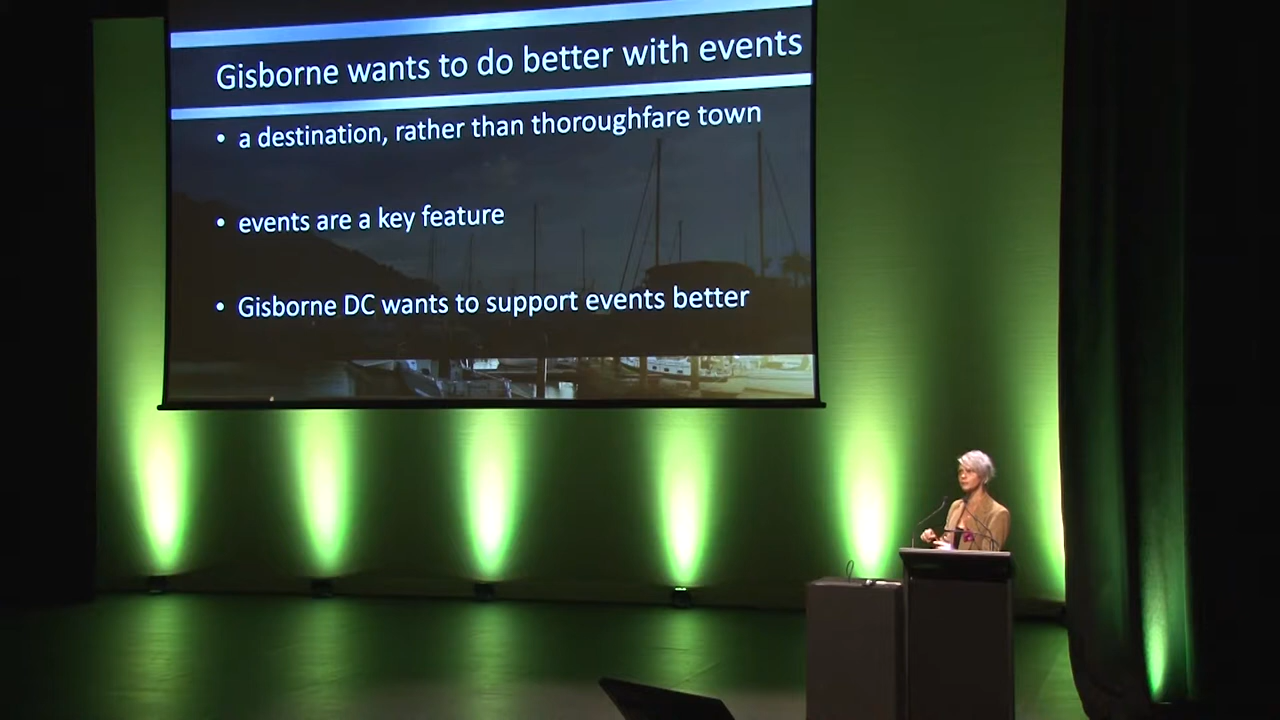 Gisborne wants to do better with events
• a destination, rather than thoroughfare town
• events are a key feature
• Gisborne DC wants to support events better